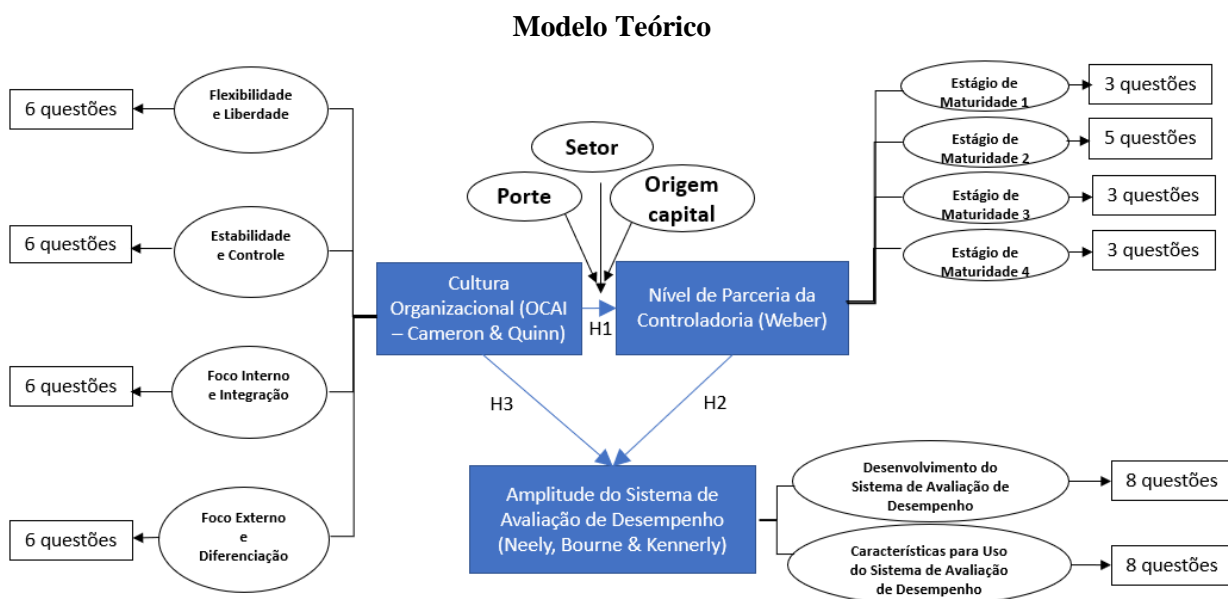 Modelo Teórico
6 questões
Flexibilidade
e Liberdade
6 questões
Estabilidade
e Controle
6 questões
Foco Interno
e Integração
6 questões
Foco Externo
e
Diferenciação
Setor
Porte
Origem
capital
Cultura
Organizacional (OCAI
– Cameron & Quinn)
H1
Nível de Parceria da
Controladoria (Weber)
H3
H2
Amplitude do Sistema de
Avaliação de Desempenho
(Neely, Bourne & Kennerly)
Estágio de
Maturidade 1
3 questões
Estágio de
Maturidade 2
5 questões
Estágio de
Maturidade 3
3 questões
Estágio de
Maturidade 4
3 questões
Desenvolvimento do
Sistema de Avaliação de
Desempenho
8 questões
Características para Uso
do Sistema de Avaliação
de Desempenho
8 questões